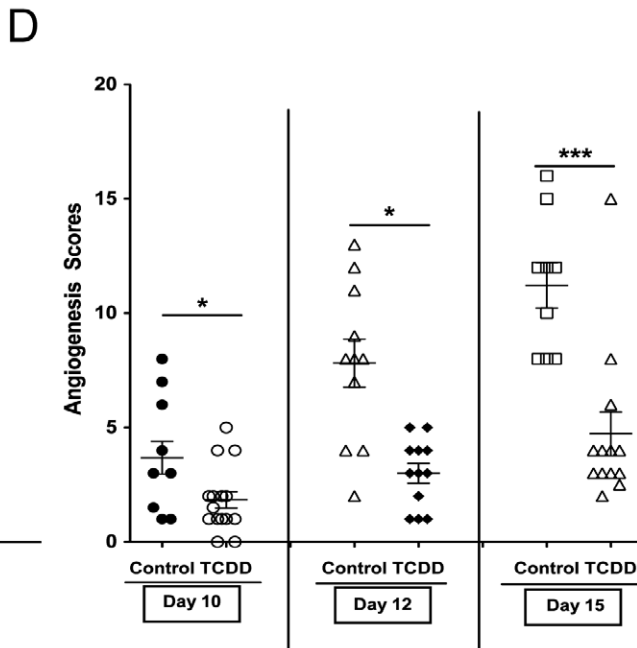 D
20
15
10
5
0
Angiogenesis Scores
*
*
***
Control TCDD
Control TCDD
Control TCDD
Day 10
Day 12
Day 15